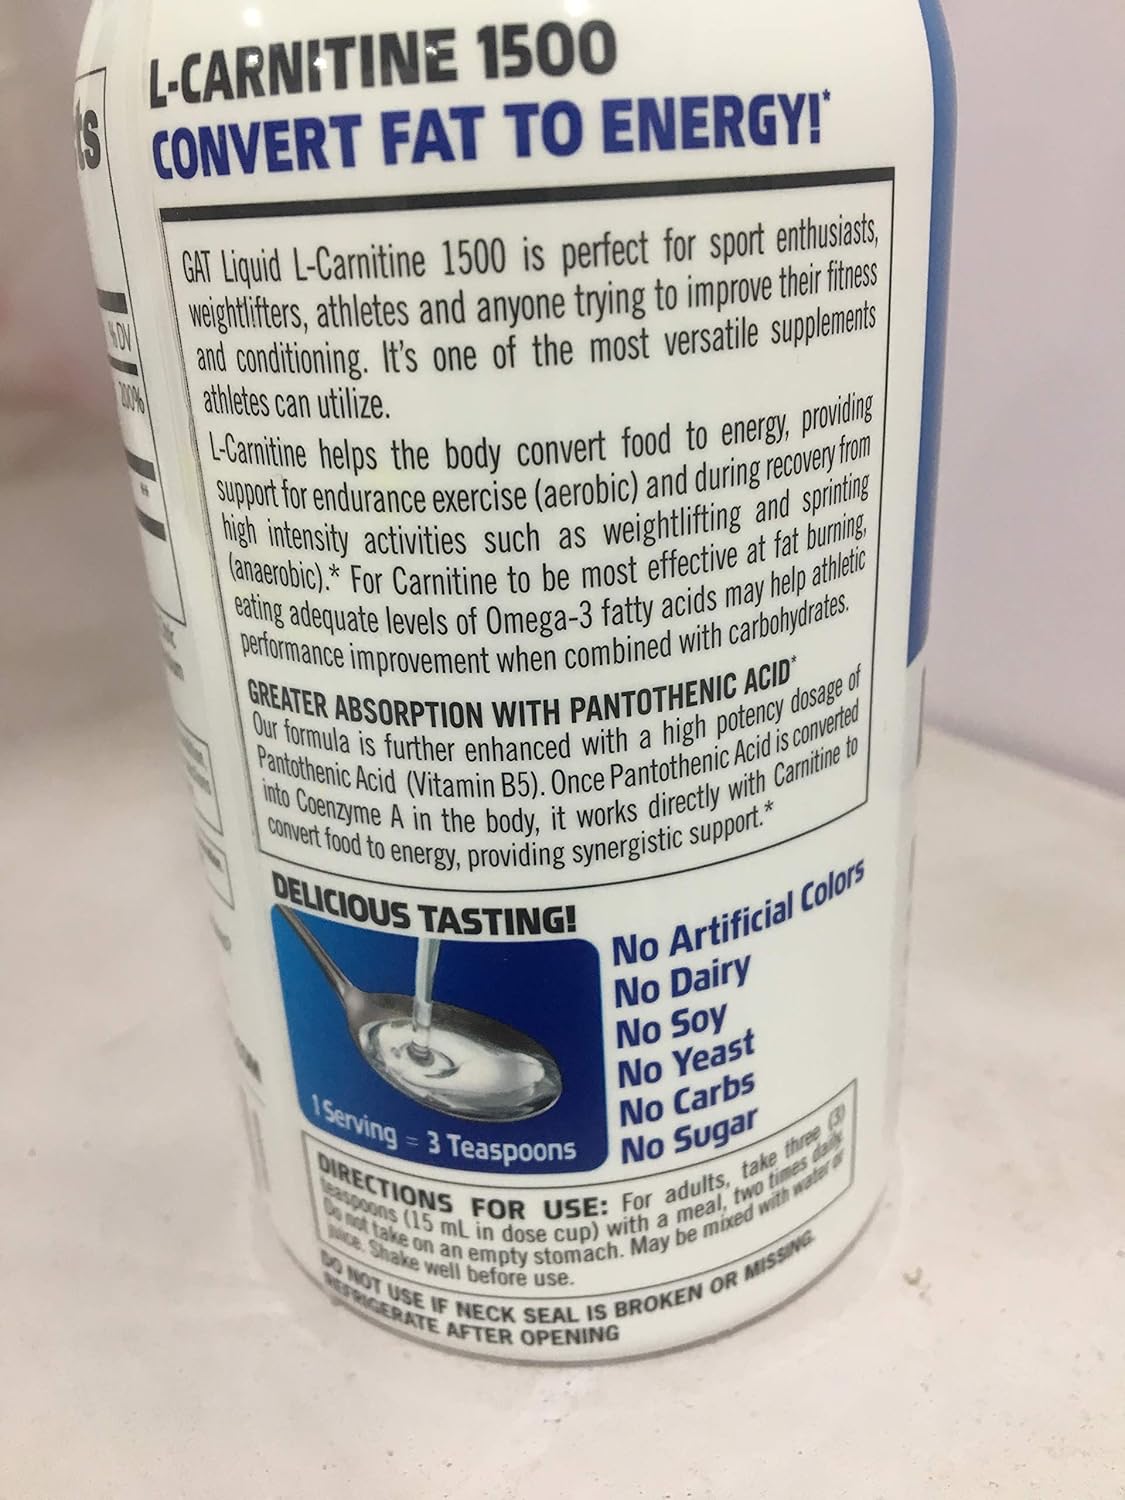 L-CARNITINE 1500
CONVERT FAT TO ENERGY!*
ts
%DV
200%
**
GAT Liquid L-Carnitine 1500 is perfect for sport enthusiasts,
weightlifters, athletes and anyone trying to improve their fitness
and conditioning. It's one of the most versatile supplements
athletes can utilize.
L-Carnitine helps the body convert food to energy, providing
support for endurance exercise (aerobic) and during recovery from
high intensity activities such as weightlifting and sprinting
(anaerobic).* For Carnitine to be most effective at fat burning,
eating adequate levels of Omega-3 fatty acids may help athletic
performance improvement when combined with carbohydrates.
GREATER ABSORPTION WITH PANTOTHENIC ACID*
Our formula is further enhanced with a high potency dosage of
Pantothenic Acid (Vitamin B5). Once Pantothenic Acid is converted
into Coenzyme A in the body, it works directly with Carnitine to
convert food to energy, providing synergistic support.*
DELICIOUS TASTING!
1 Serving = 3 Teaspoons
No Artificial Colors
No Dairy
No Soy
No Yeast
No Carbs
No Sugar
DIRECTIONS FOR USE: For adults, take three (3)
teaspoons (15 mL in dose cup) with a meal, two times daily.
Do not take on an empty stomach. May be mixed with water or
juice. Shake well before use.
DO NOT USE IF NECK SEAL IS BROKEN OR MISSING.
REFRIGERATE AFTER OPENING